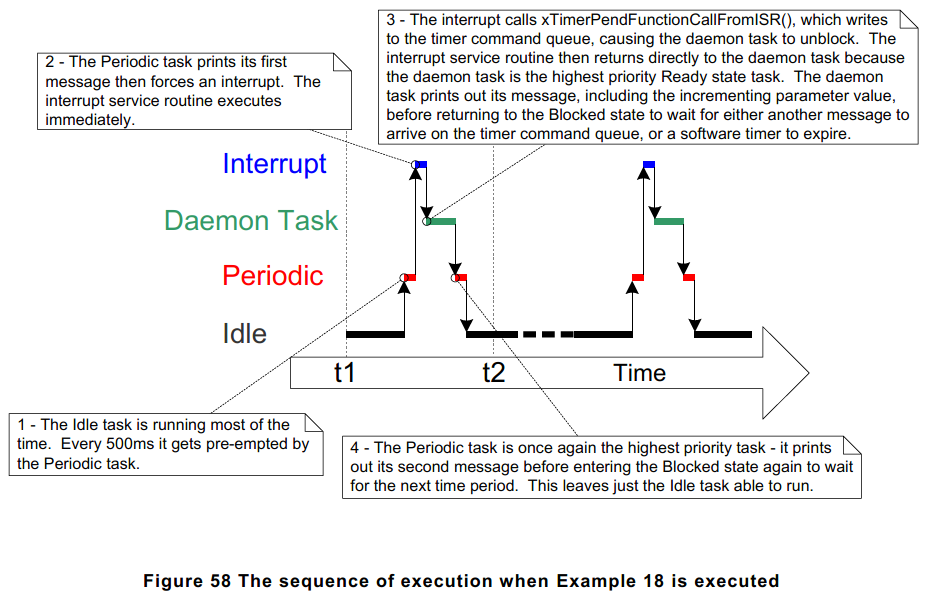 3 - The interrupt calls xTimerPendFunctionCallFromISR(), which writes
to the timer command queue, causing the daemon task to unblock.  The
interrupt service routine then returns directly to the daemon task because
the daemon task is the highest priority Ready state task.  The daemon
task prints out its message, including the incrementing parameter value,
before returning to the Blocked state to wait for either another message to
arrive on the timer command queue, or a software timer to expire.
2 - The Periodic task prints its first
message then forces an interrupt.  The
interrupt service routine executes
immediately.
Interrupt
Daemon Task
Periodic
Idle
t1
t2
Time
1 - The Idle task is running most of the
time.  Every 500ms it gets pre-empted by
the Periodic task.
4 - The Periodic task is once again the highest priority task - it prints
out its second message before entering the Blocked state again to wait
for the next time period.  This leaves just the Idle task able to run.
Figure 58 The sequence of execution when Example 18 is executed